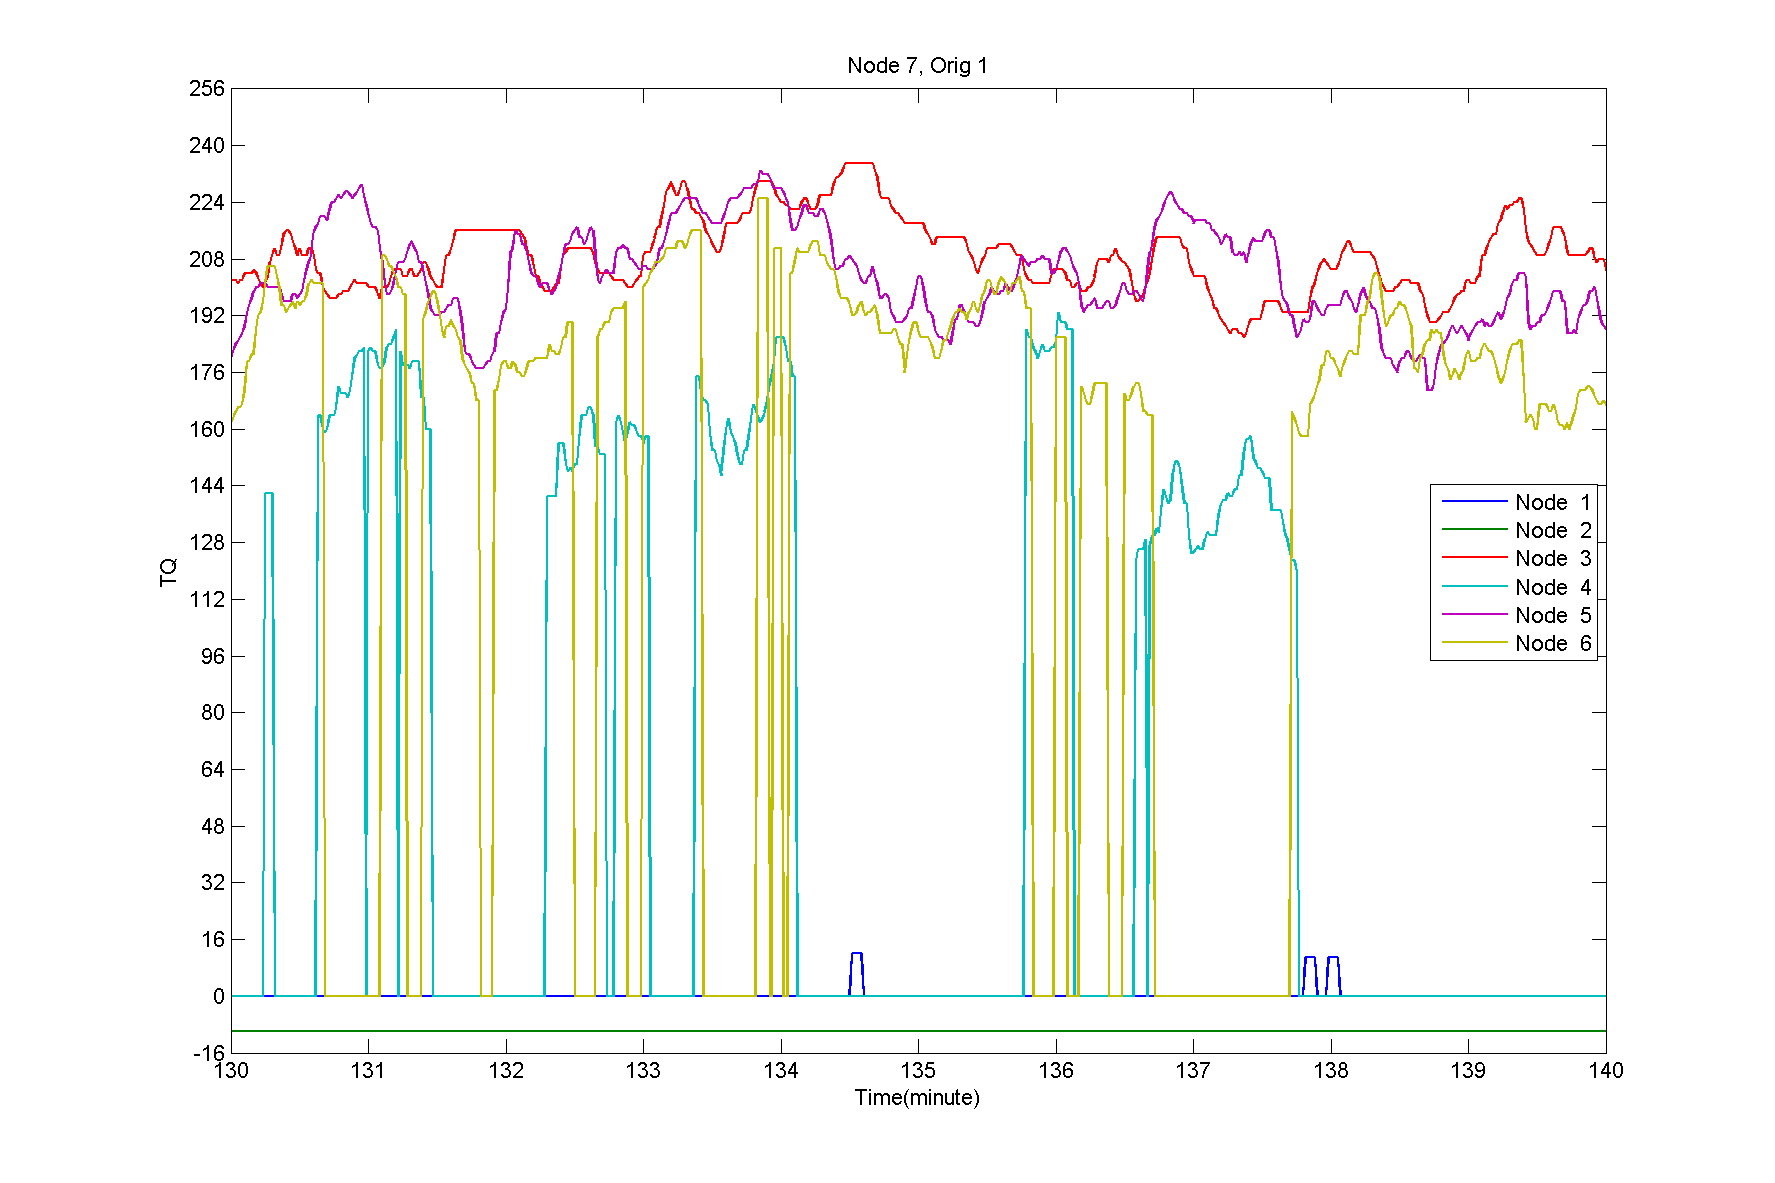 Node 7, Orig 1
256
240
224
208
192
176
160
144
128
112
96
80
64
48
32
16
0
-16
TQ
Node 1
Node 2
Node 3
Node 4
Node 5
Node 6
130 131 132 133 134 135 136 137 138 139 140
Time(minute)